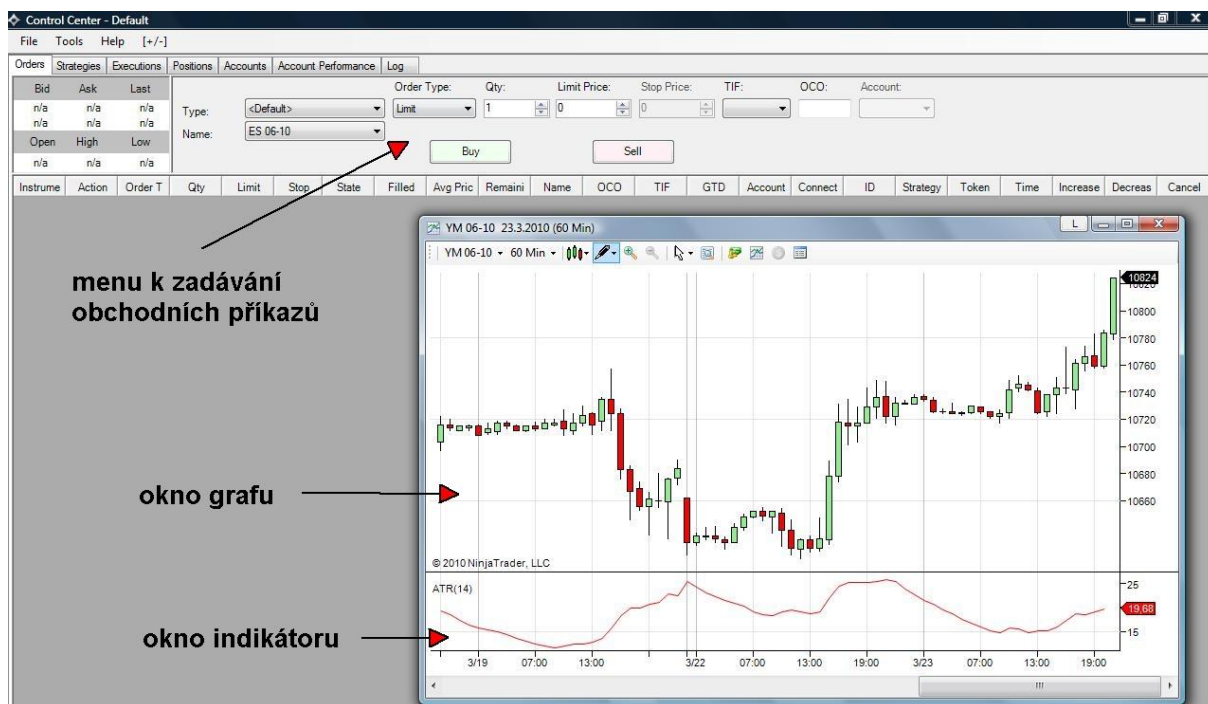 Control Center - Default
File Tools Help [+/-]
Orders Strategies Executions Positions Accounts Account Performance Log
Bid Ask Last
n/a n/a n/a
n/a n/a n/a
Open High Low
n/a n/a n/a
Order Type: Qty: Limit Price: Stop Price: TIF: OCO: Account:
Type: <Default> Limit 1 0 0
Name: ES 06-10
Buy Sell
Instrume Action Order T Qty Limit Stop State Filled Avg Pric Remaini Name OCO TIF GTD Account Connect ID Strategy Token Time Increase Decreas Cancel
menu k zadávání
obchodních příkazů
okno grafu
okno indikátoru
YM 06-10 23.3.2010 (60 Min)
L
YM 06-10 60 Min
10824
10820
10800
10780
10760
10740
10720
10700
10680
10660
© 2010 NinjaTrader, LLC
ATR(14)
25
19,68
15
3/19 07:00 13:00 3/22 07:00 13:00 19:00 3/23 07:00 13:00 19:00